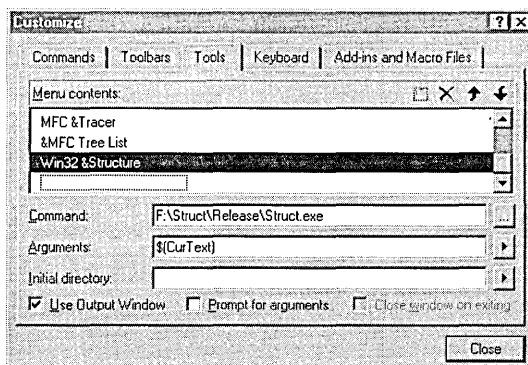 Customize
Commands Toolbars Tools Keyboard Add-ins and Macro Files
Menu contents:
MFC &Tracer
&MFC Tree List
Win32 &Structure
Command: F:\Struct\Release\Struct.exe ...
Arguments: $(CurText)
Initial directory:
Use Output Window Prompt for arguments Close window on exiting
Close